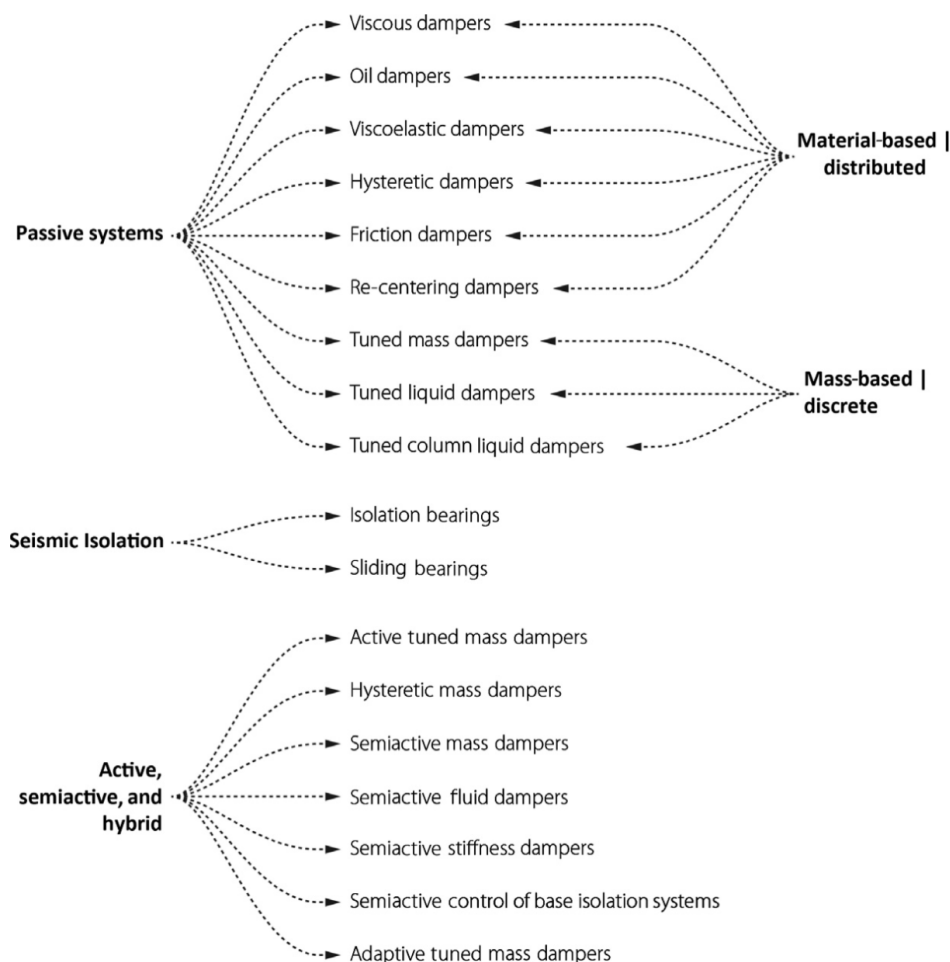 Viscous dampers
Oil dampers
Viscoelastic dampers
Hysteretic dampers
Friction dampers
Re-centering dampers
Tuned mass dampers
Tuned liquid dampers
Tuned column liquid dampers
Passive systems
Material-based |
distributed
Mass-based |
discrete
Seismic Isolation
Isolation bearings
Sliding bearings
Active,
semiactive, and
hybrid
Active tuned mass dampers
Hysteretic mass dampers
Semiactive mass dampers
Semiactive fluid dampers
Semiactive stiffness dampers
Semiactive control of base isolation systems
Adaptive tuned mass dampers